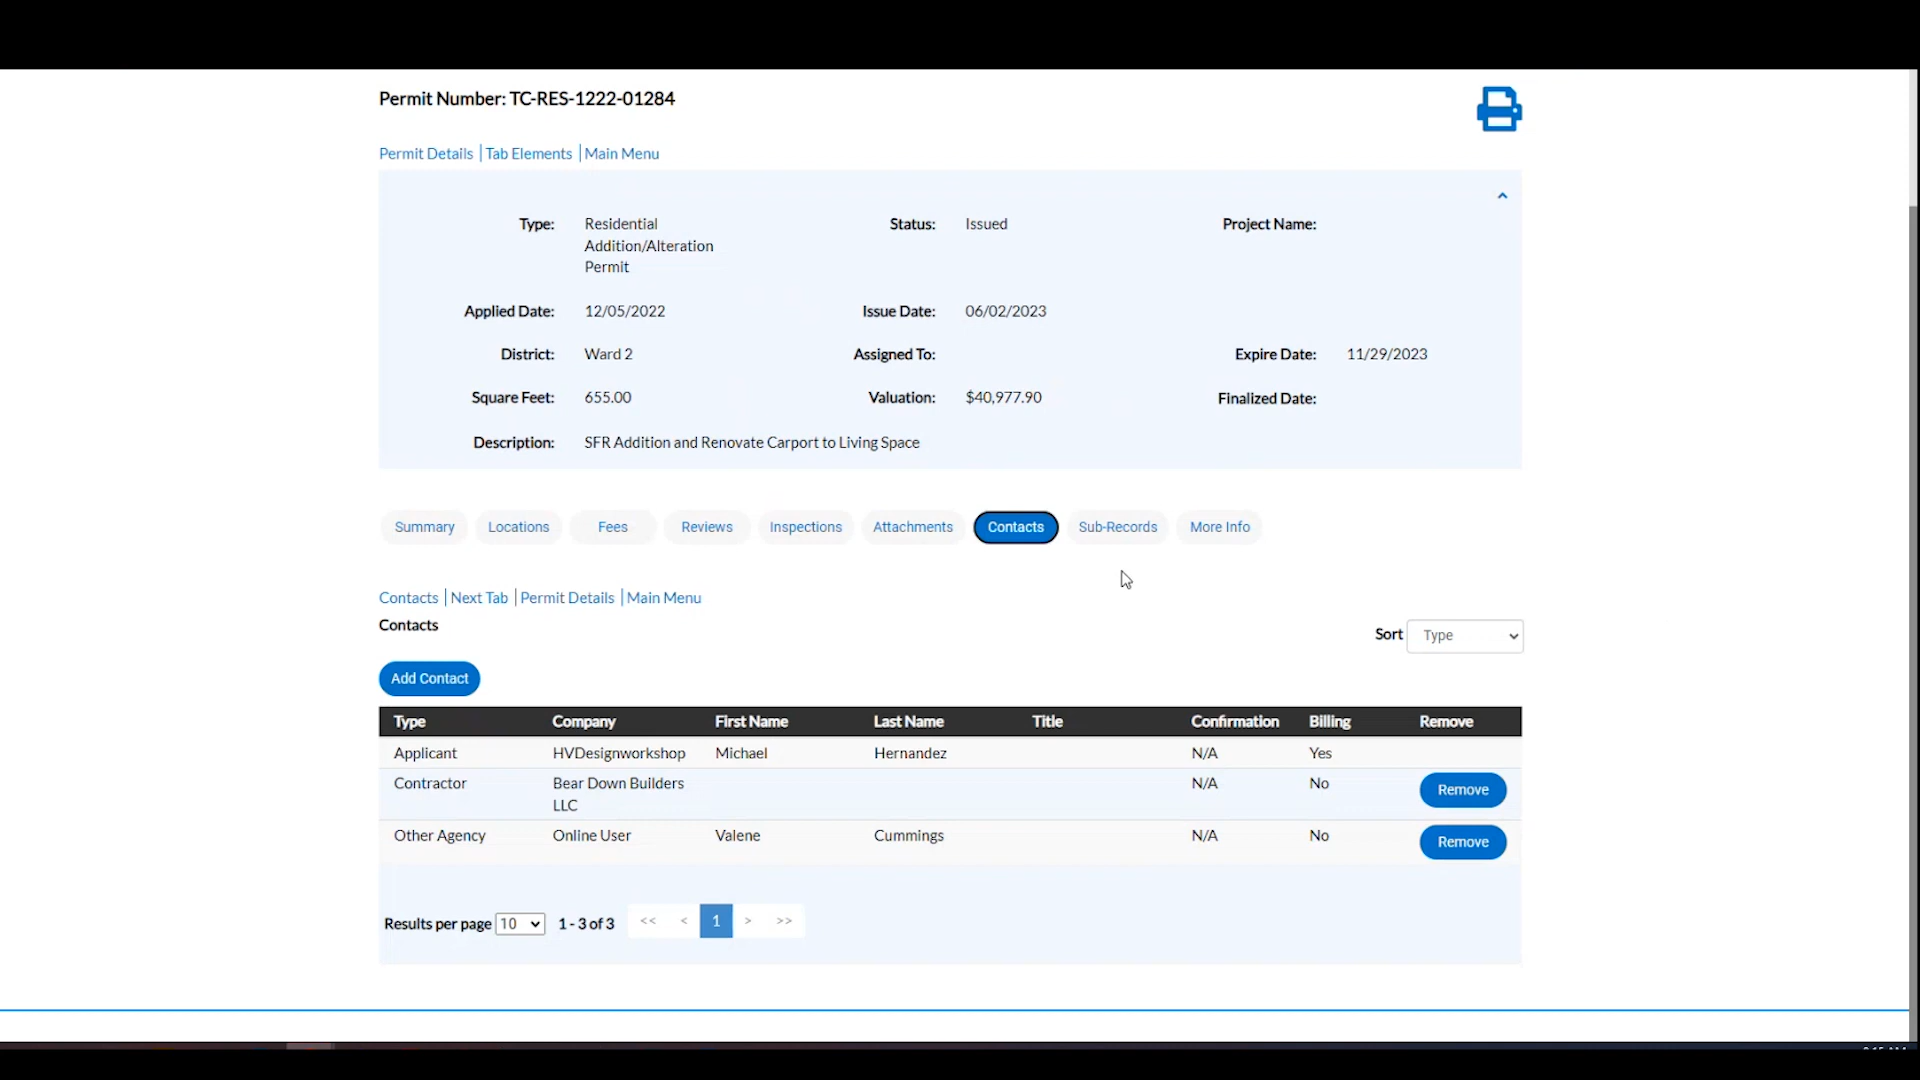 Permit Number: TC-RES-1222-01284
Permit Details | Tab Elements | Main Menu
Type: Residential Addition/Alteration Permit
Status: Issued
Project Name:
Applied Date: 12/05/2022
Issue Date: 06/02/2023
District: Ward 2
Assigned To:
Expire Date: 11/29/2023
Square Feet: 655.00
Valuation: $40,977.90
Finalized Date:
Description: SFR Addition and Renovate Carport to Living Space
Summary Locations Fees Reviews Inspections Attachments Contacts Sub-Records More Info
Contacts | Next Tab | Permit Details | Main Menu
Contacts
Sort Type
Add Contact
Type Company First Name Last Name Title Confirmation Billing Remove
Applicant HVDesignworkshop Michael Hernandez N/A Yes
Contractor Bear Down Builders LLC N/A No Remove
Other Agency Online User Valene Cummings N/A No Remove
Results per page 10 1 - 3 of 3 << < 1 > >>